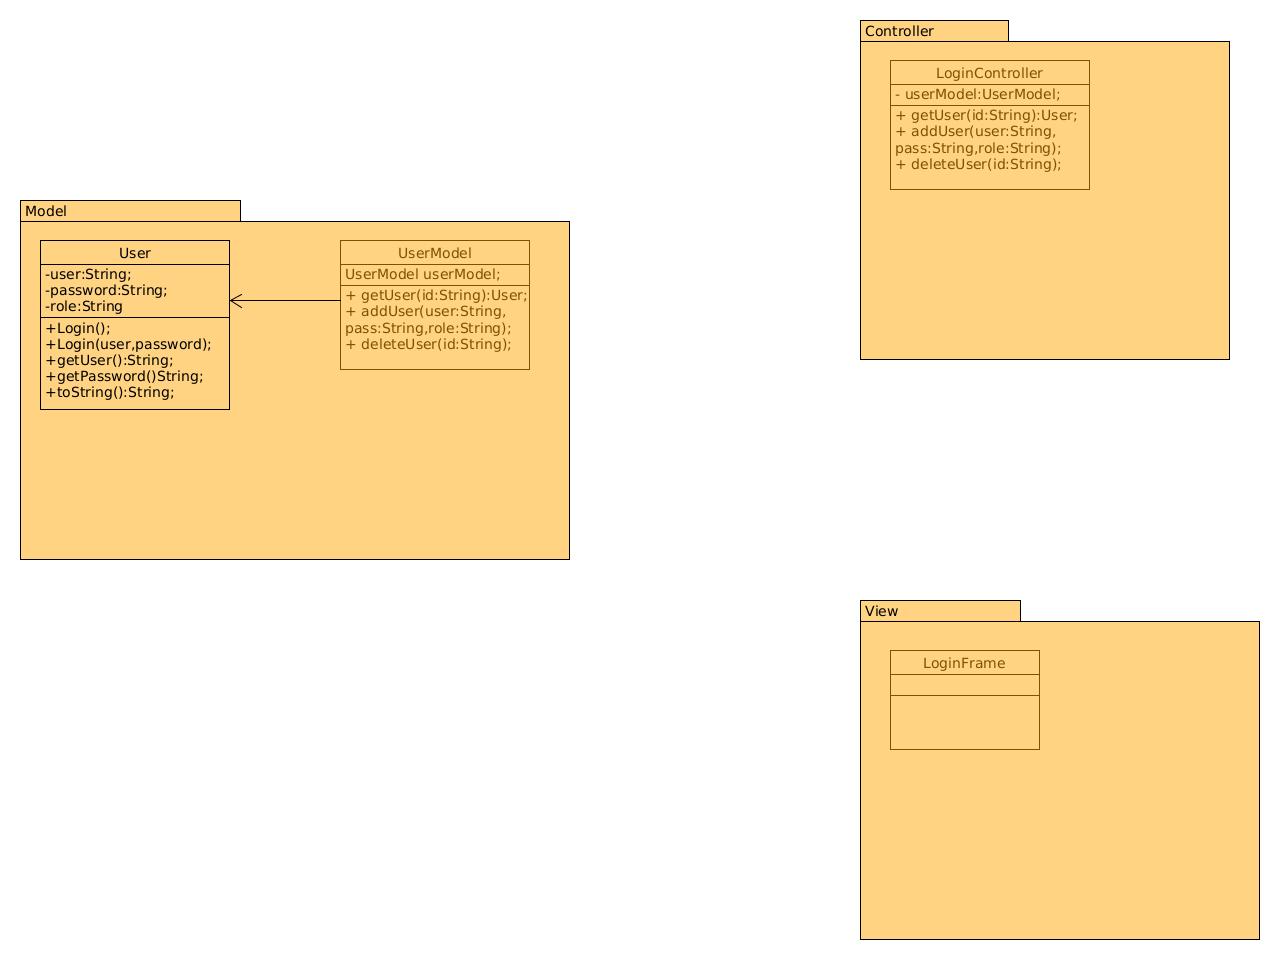 Controller
LoginController
- userModel:UserModel;
+ getUser(id:String):User;
+ addUser(user:String,
pass:String,role:String);
+ deleteUser(id:String);
Model
User
-user:String;
-password:String;
-role:String
+Login();
+Login(user,password);
+getUser():String;
+getPassword()String;
+toString():String;
UserModel
UserModel userModel;
+ getUser(id:String):User;
+ addUser(user:String,
pass:String,role:String);
+ deleteUser(id:String);
View
LoginFrame